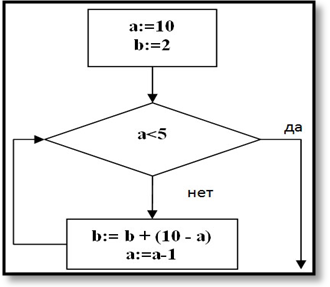 a:=10
b:=2
a<5
да
нет
b:= b + (10 - a)
a:=a-1